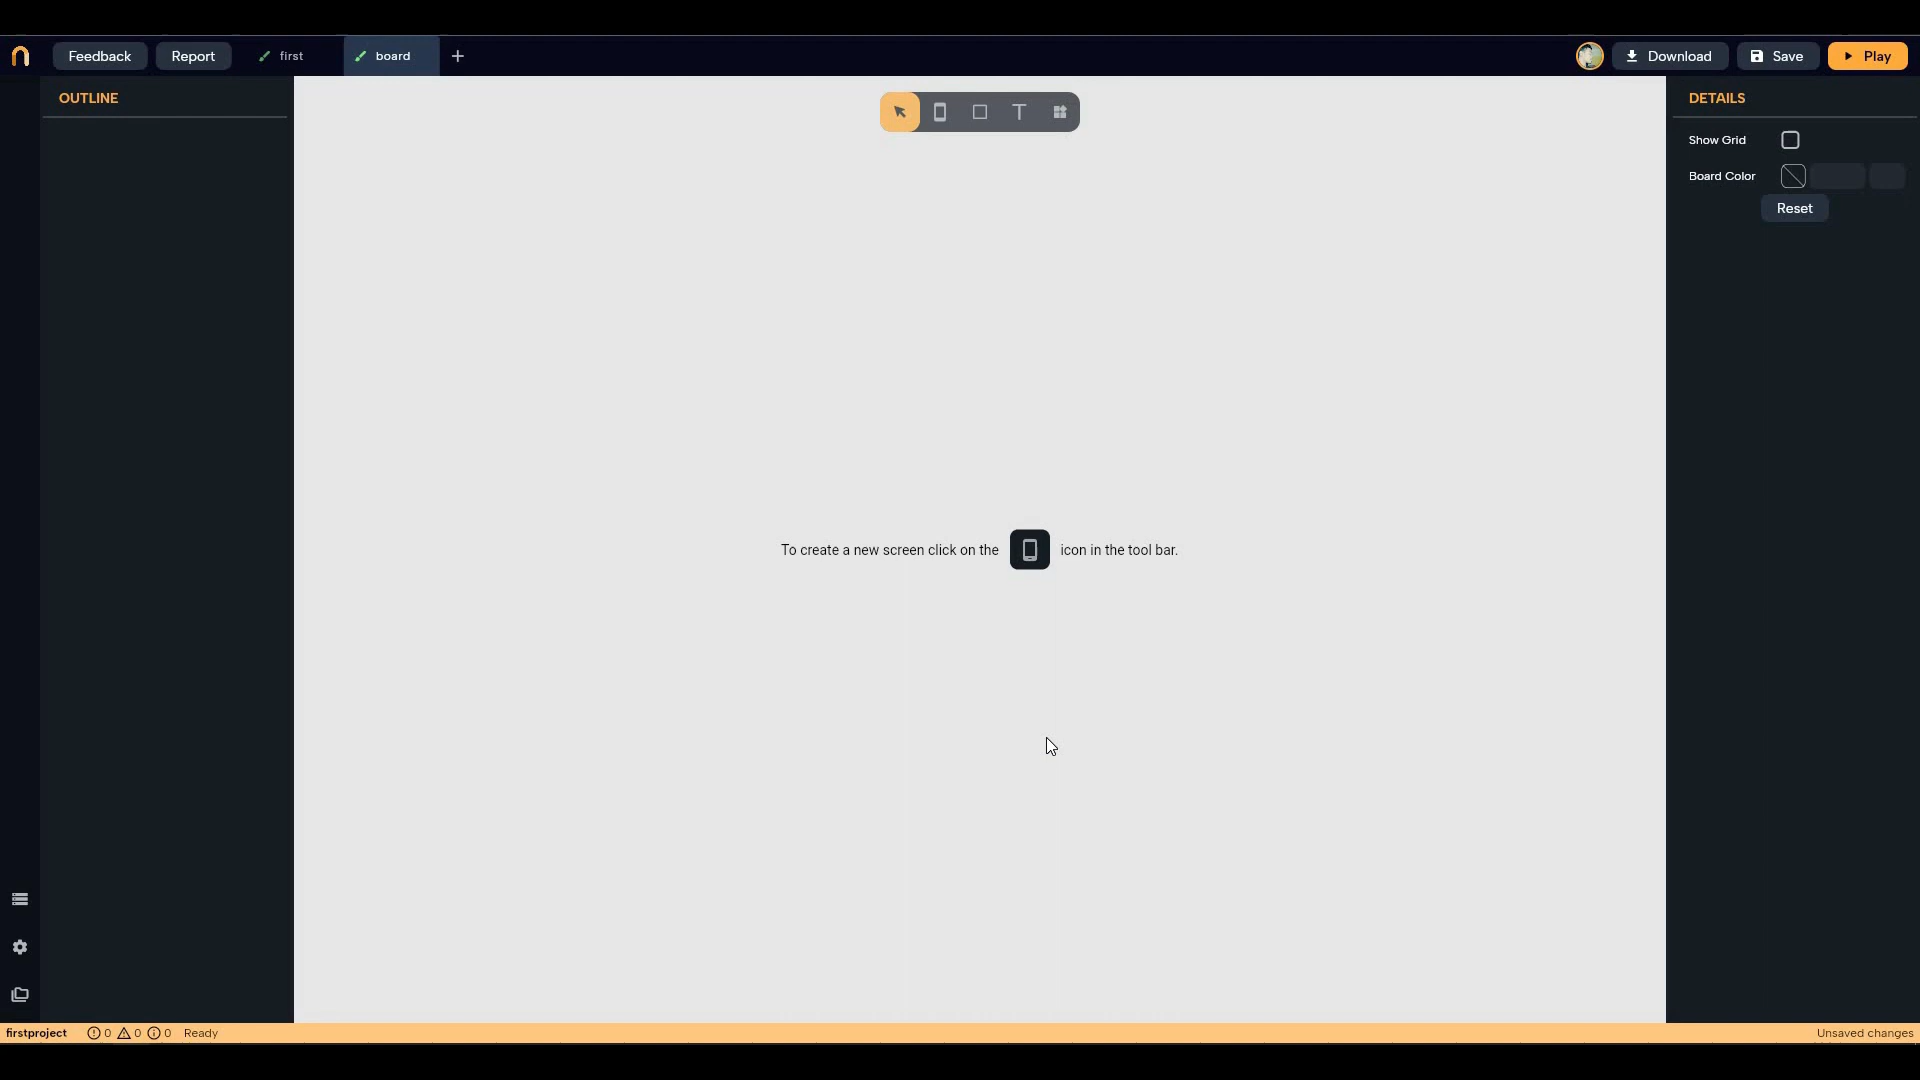 Feedback
Report
first
board
Download
Save
Play
OUTLINE
DETAILS
Show Grid
Board Color
Reset
To create a new screen click on the icon in the tool bar.
firstproject
0 0 0 Ready
Unsaved changes